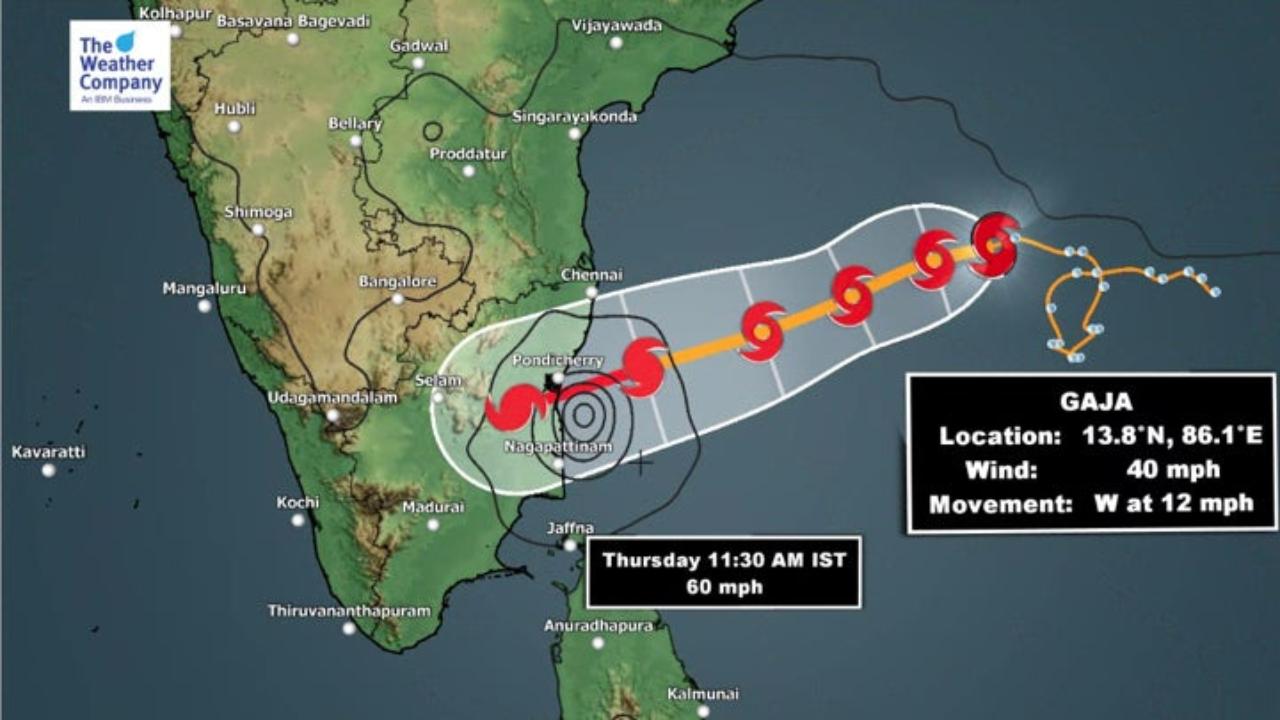 Kolhapur
Basavana Bagevadi
Vijayawada
The
Weather
Company
An IBM Business
Gadwal
Hubli
Bellary
Singarayakonda
Proddatur
Shimoga
Chennai
Mangaluru
Bangalore
Pondicherry
Selam
Udagamandalam
GAJA
Location: 13.8°N, 86.1°E
Wind: 40 mph
Movement: W at 12 mph
Nagapattinam
Kavaratti
Kochi
Madurai
Jaffna
Thursday 11:30 AM IST
60 mph
Thiruvananthapuram
Anuradhapura
Kalmunai